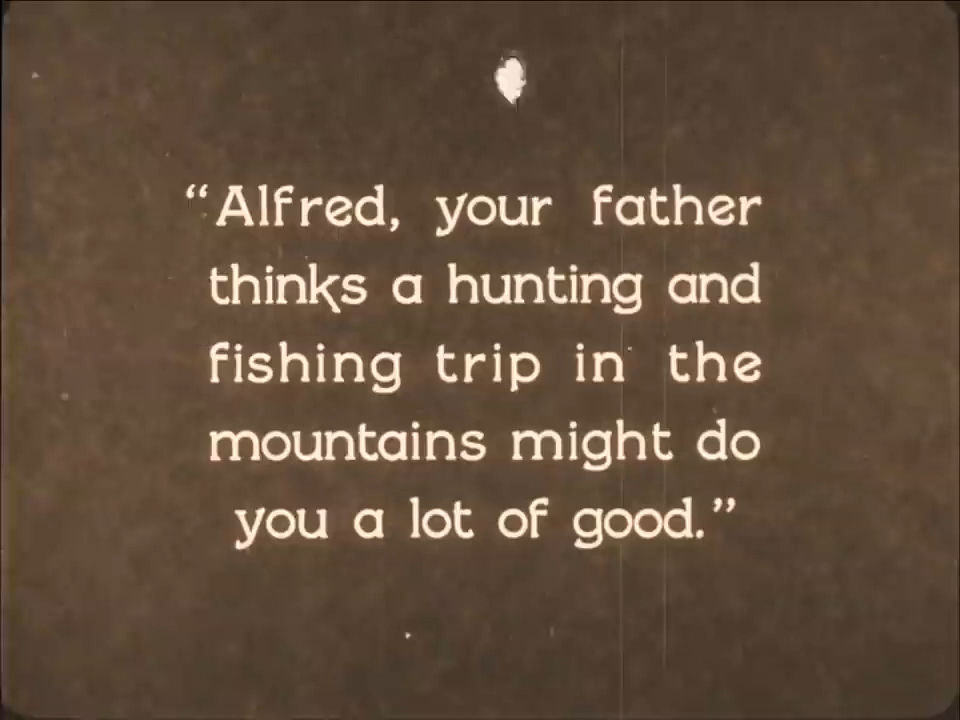 “Alfred, your father
thinks a hunting and
fishing trip in the
mountains might do
you a lot of good.”